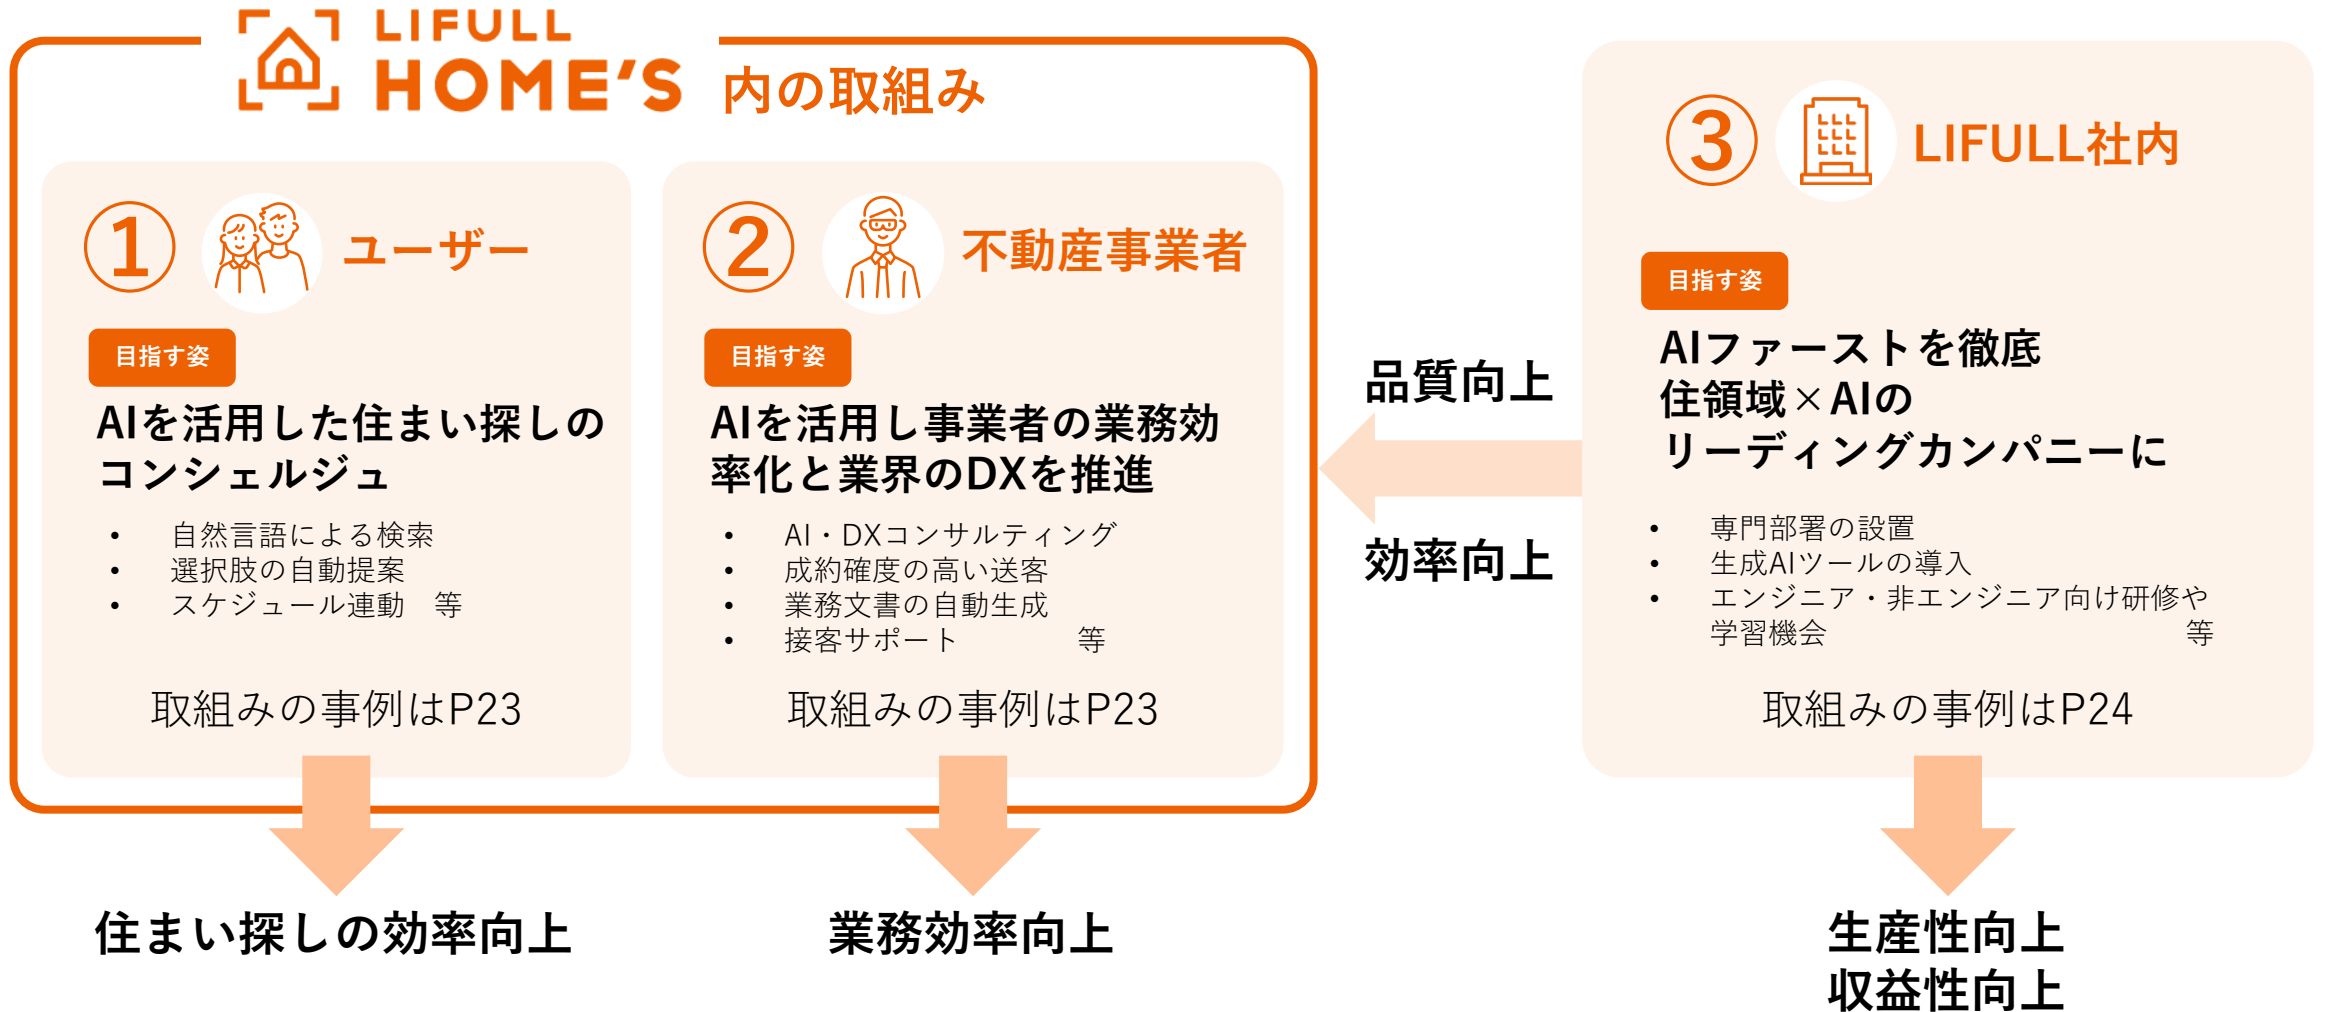 LIFULL
HOME'S 内の取組み
① ユーザー
目指す姿
AIを活用した住まい探しの
コンシェルジュ
• 自然言語による検索
• 選択肢の自動提案
• スケジュール連動　等
取組みの事例はP23
住まい探しの効率向上
② 不動産事業者
目指す姿
AIを活用し事業者の業務効
率化と業界のDXを推進
• AI・DXコンサルティング
• 成約確度の高い送客
• 業務文書の自動生成
• 接客サポート　　　　等
取組みの事例はP23
業務効率向上
品質向上
効率向上
③ LIFULL社内
目指す姿
AIファーストを徹底
住領域×AIの
リーディングカンパニーに
• 専門部署の設置
• 生成AIツールの導入
• エンジニア・非エンジニア向け研修や
学習機会　　　　　　　　　　　　等
取組みの事例はP24
生産性向上
収益性向上